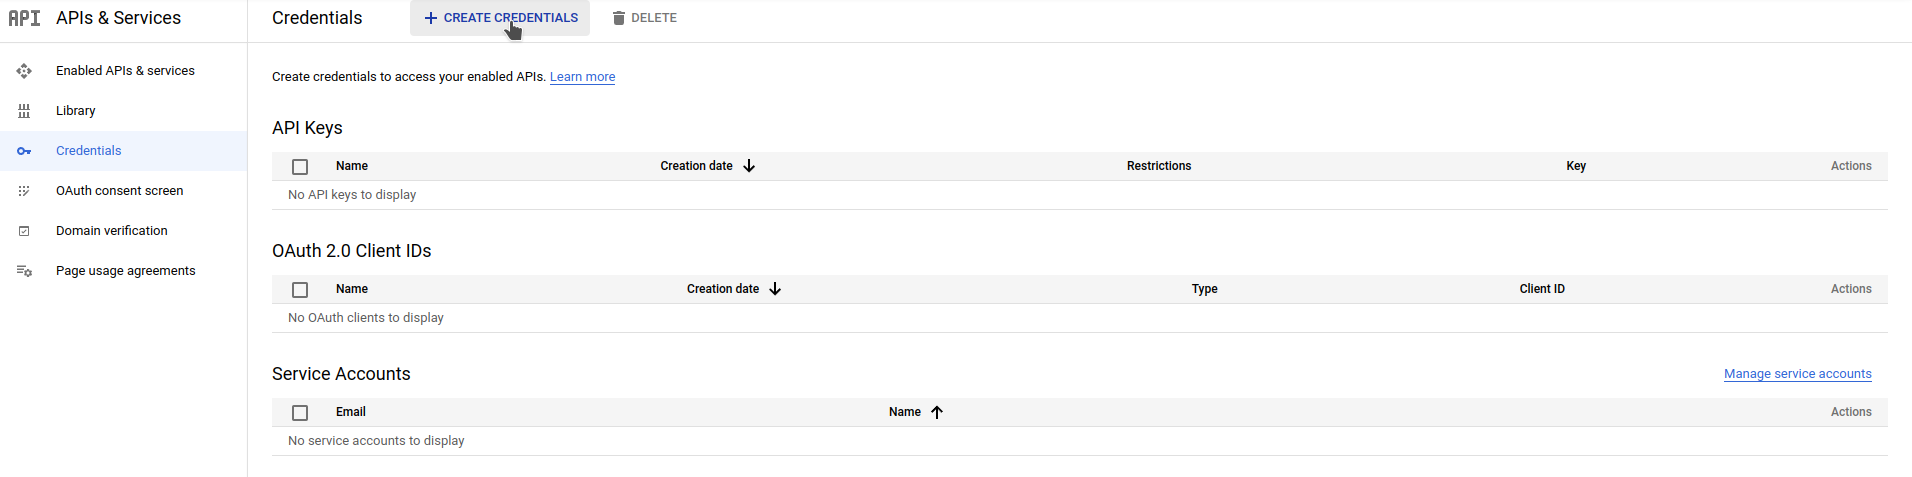 API APIs & Services
Credentials
CREATE CREDENTIALS
DELETE
Enabled APIs & services
Library
Credentials
OAuth consent screen
Domain verification
Page usage agreements
Create credentials to access your enabled APIs. Learn more
API Keys
Name Creation date Restrictions Key Actions
No API keys to display
OAuth 2.0 Client IDs
Name Creation date Type Client ID Actions
No OAuth clients to display
Service Accounts
Manage service accounts
Email Name Actions
No service accounts to display